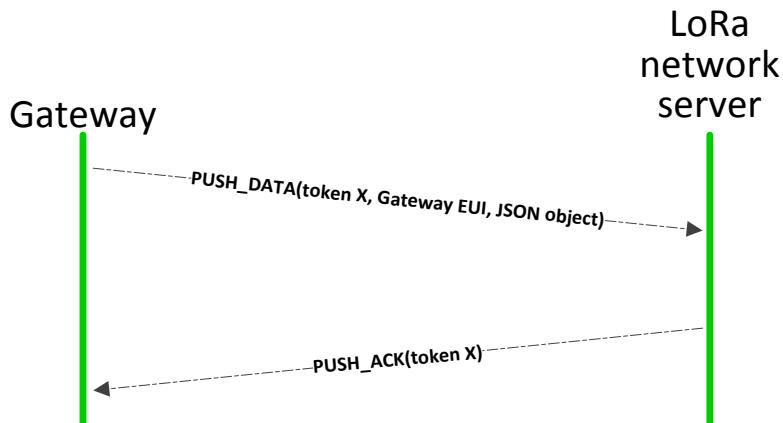 LoRa
network
server
Gateway
PUSH_DATA(token X, Gateway EUI, JSON object)
PUSH_ACK(token X)